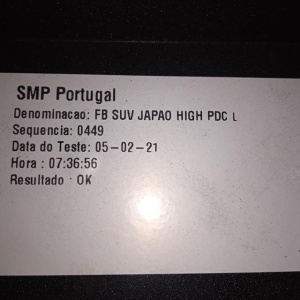 SMP Portugal
Denominacao: FB SUV JAPAO HIGH PDC L
Sequencia: 0449
Data do Teste: 05-02-21
Hora : 07:36:56
Resultado : OK